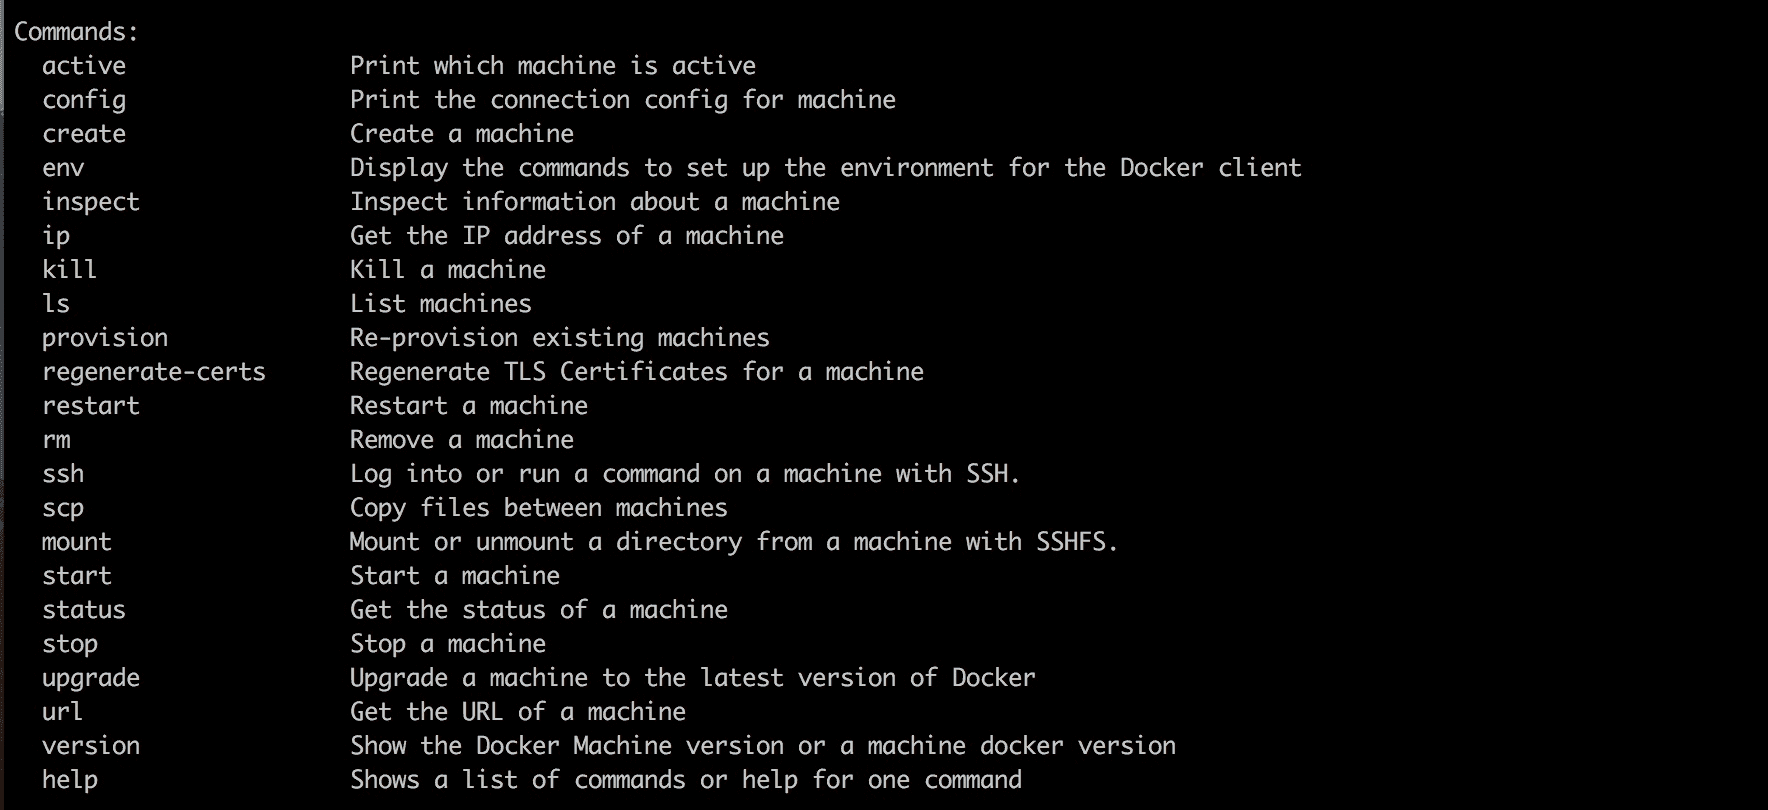 Commands:
active Print which machine is active
config Print the connection config for machine
create Create a machine
env Display the commands to set up the environment for the Docker client
inspect Inspect information about a machine
ip Get the IP address of a machine
kill Kill a machine
ls List machines
provision Re-provision existing machines
regenerate-certs Regenerate TLS Certificates for a machine
restart Restart a machine
rm Remove a machine
ssh Log into or run a command on a machine with SSH.
scp Copy files between machines
mount Mount or unmount a directory from a machine with SSHFS.
start Start a machine
status Get the status of a machine
stop Stop a machine
upgrade Upgrade a machine to the latest version of Docker
url Get the URL of a machine
version Show the Docker Machine version or a machine docker version
help Shows a list of commands or help for one command